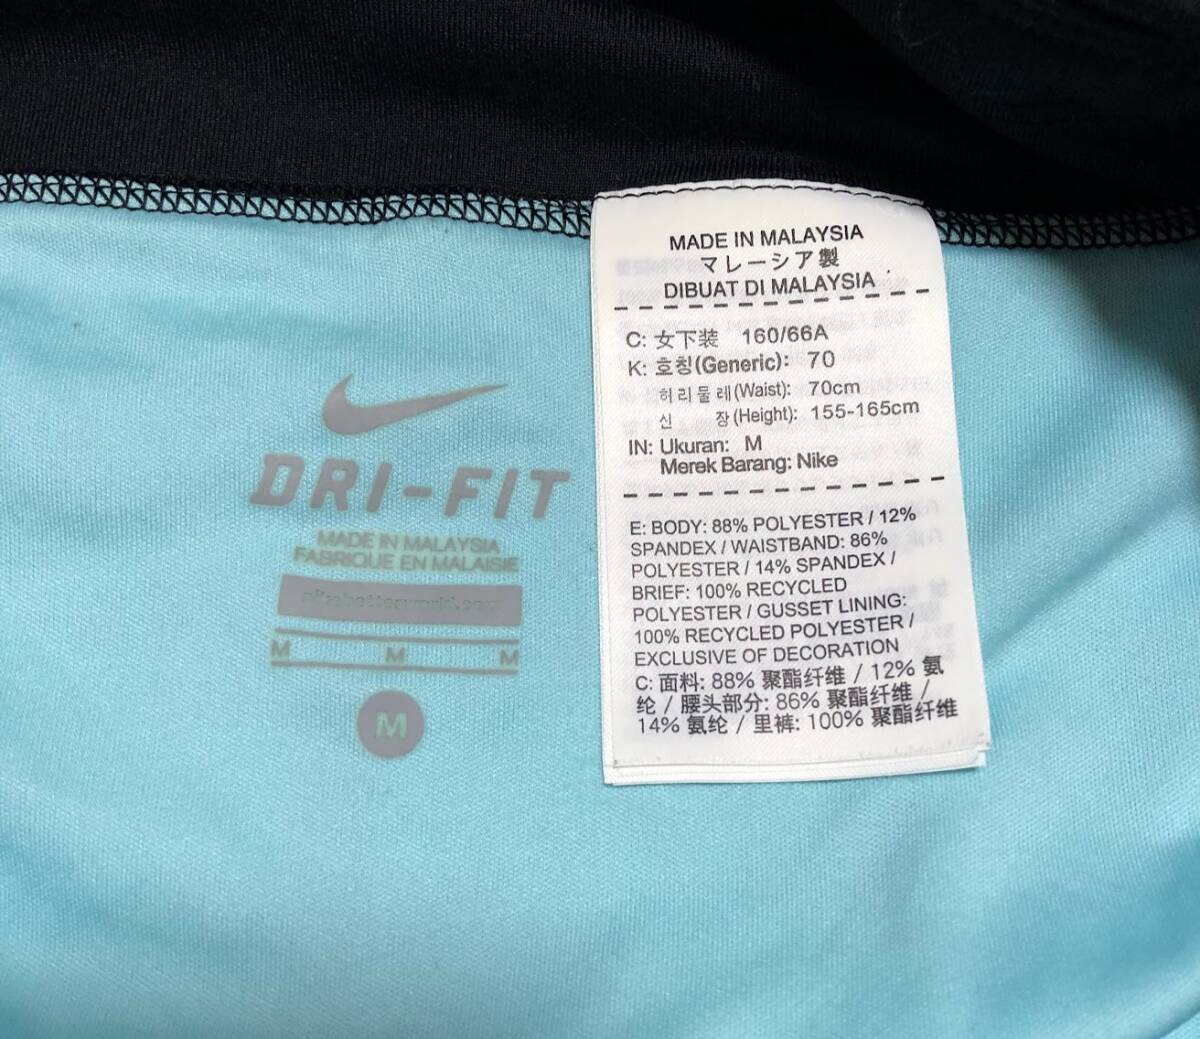 DRI-FIT
MADE IN MALAYSIA
FABRIQUÉ EN MALAISIE
nikebetterworld.com
M M M
M
MADE IN MALAYSIA
マレーシア製
DIBUAT DI MALAYSIA
C: 女下装 160/66A
K: 호칭(Generic): 70
허리둘레(Waist): 70cm
신 장(Height): 155-165cm
IN: Ukuran: M
Merek Barang: Nike
E: BODY: 88% POLYESTER / 12%
SPANDEX / WAISTBAND: 86%
POLYESTER / 14% SPANDEX /
BRIEF: 100% RECYCLED
POLYESTER / GUSSET LINING:
100% RECYCLED POLYESTER /
EXCLUSIVE OF DECORATION
C: 面料: 88% 聚酯纤维 / 12% 氨
纶 / 腰头部分: 86% 聚酯纤维 /
14% 氨纶 / 里裤: 100% 聚酯纤维